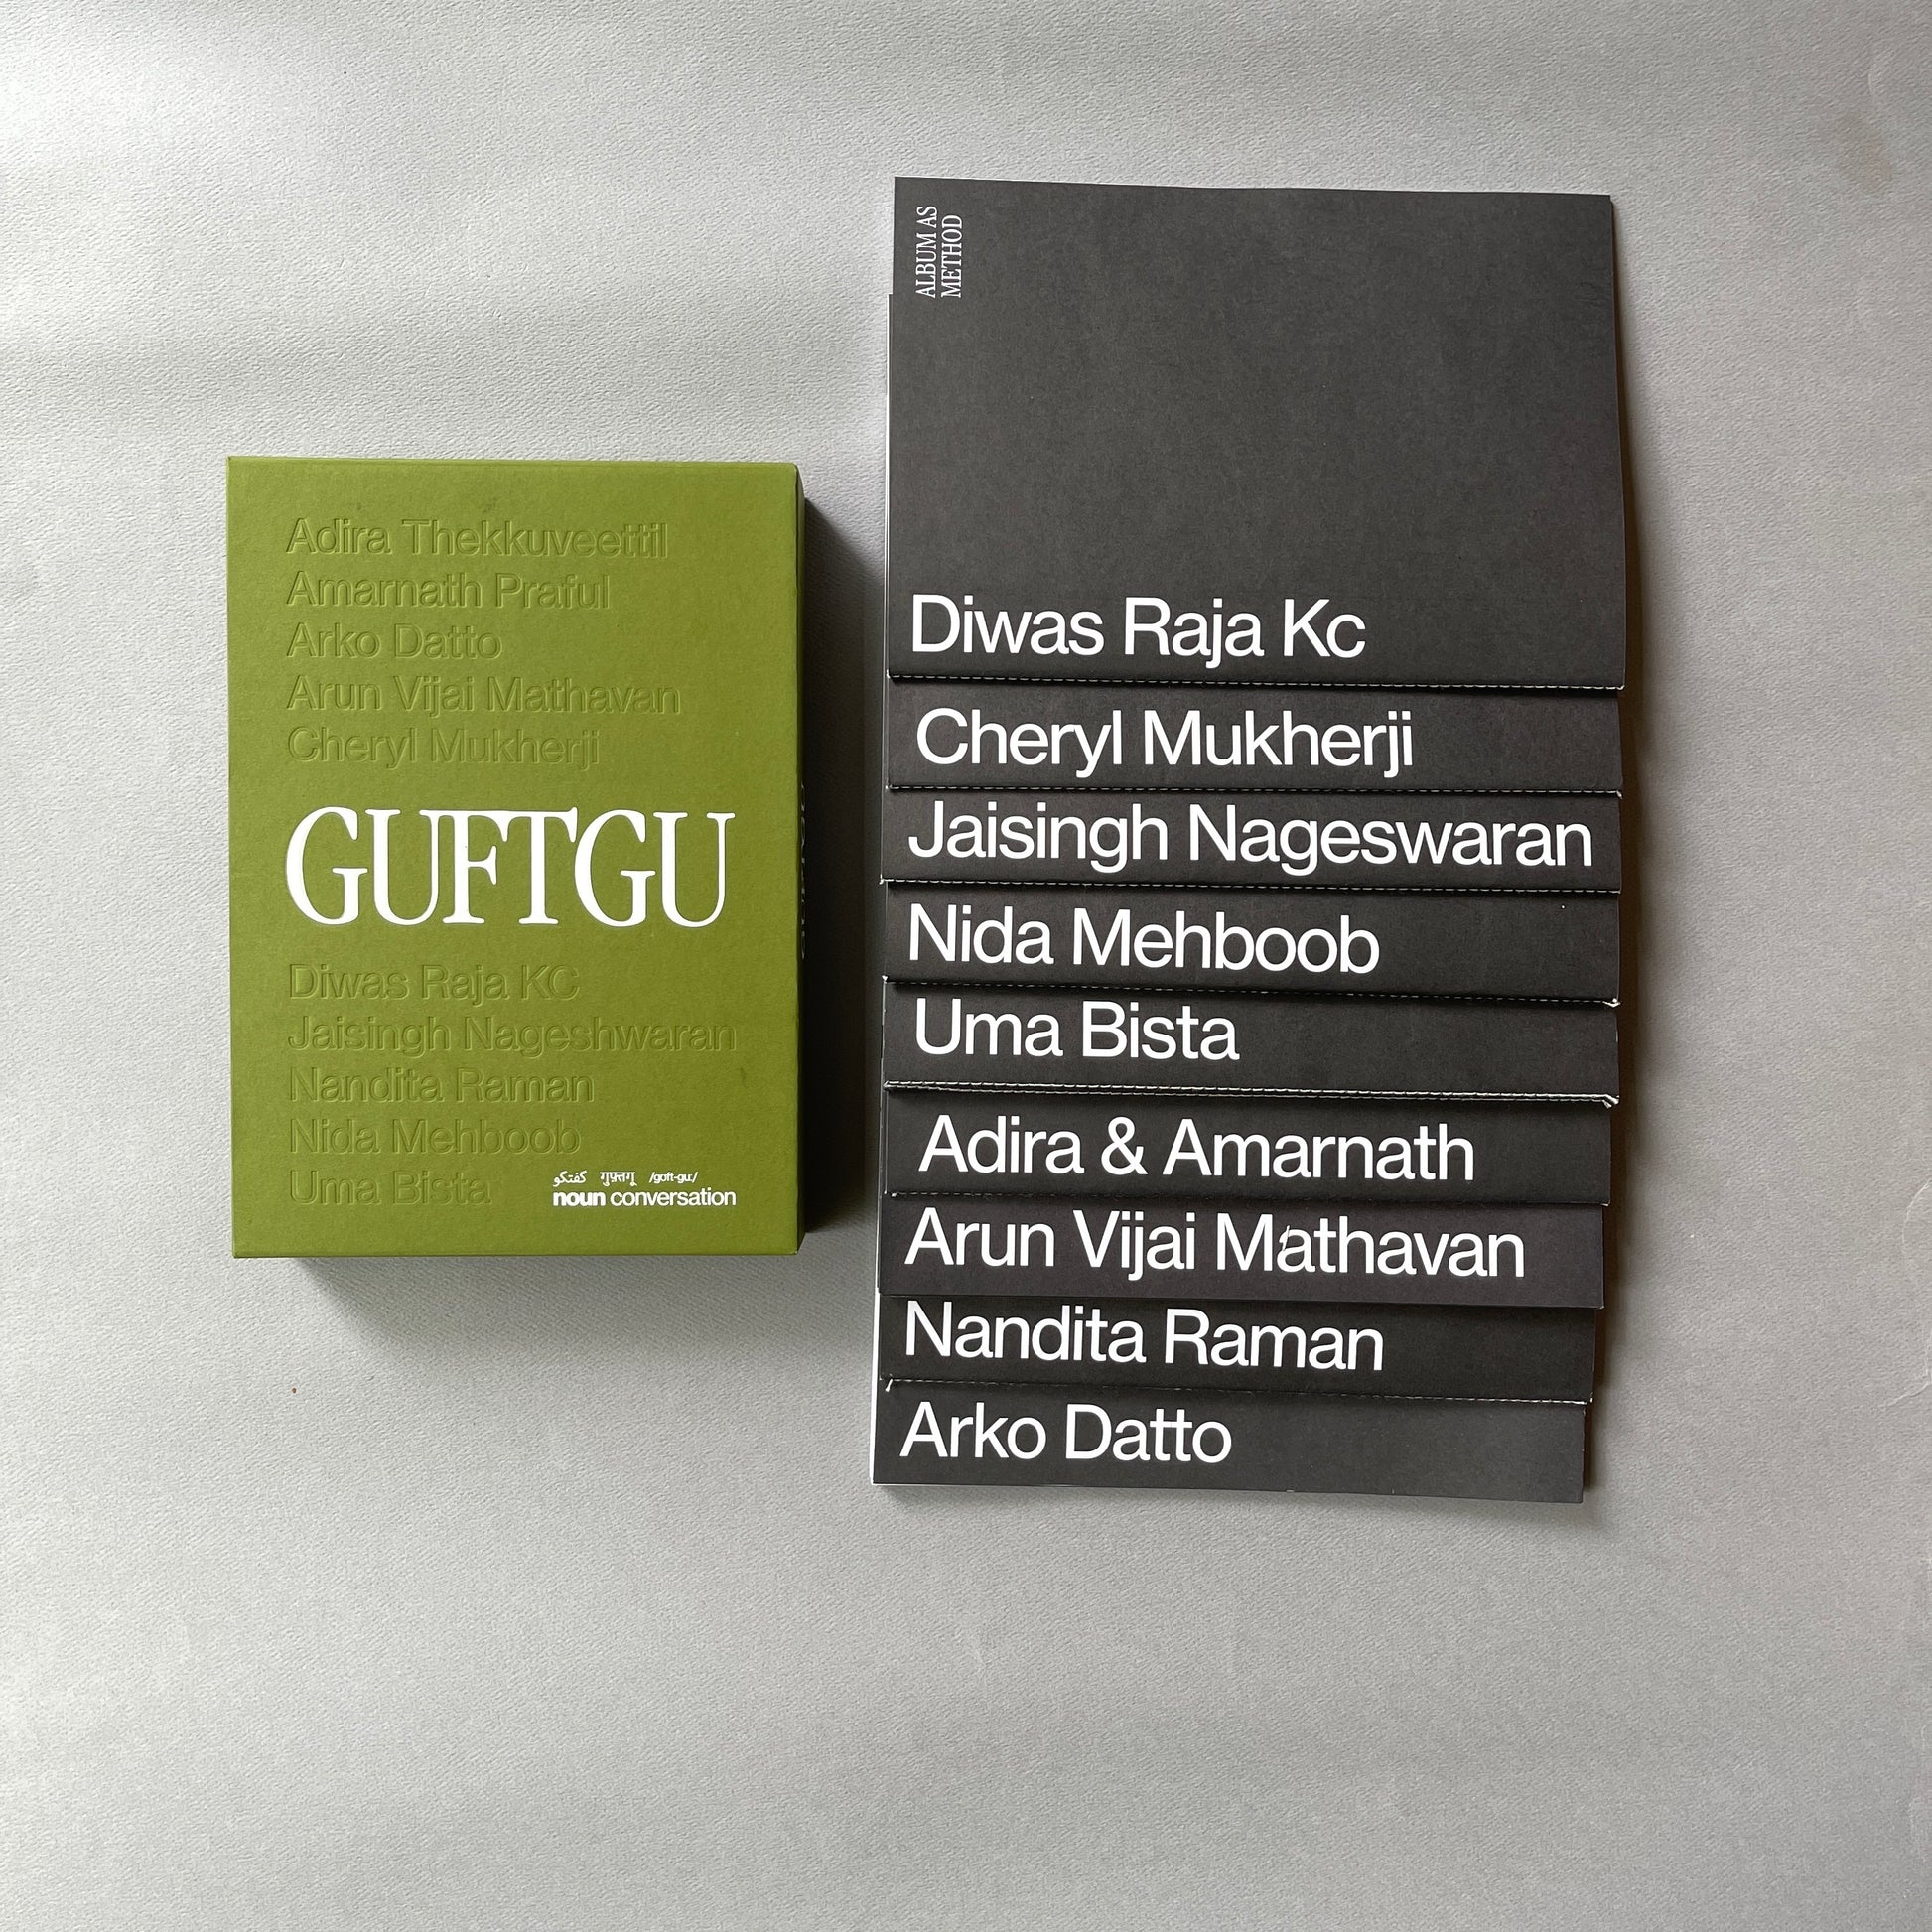 Adira Thekkuveettil
Amarnath Praful
Arko Datto
Arun Vijai Mathavan
Cheryl Mukherji
GUFTGU
Diwas Raja KC
Jaisingh Nageshwaran
Nandita Raman
Nida Mehboob
Uma Bista
گفتگو गुफ़्तगू /gʊft-guː/
noun conversation
ALBUM AS
METHOD
Diwas Raja Kc
Cheryl Mukherji
Jaisingh Nageswaran
Nida Mehboob
Uma Bista
Adira & Amarnath
Arun Vijai Mathavan
Nandita Raman
Arko Datto